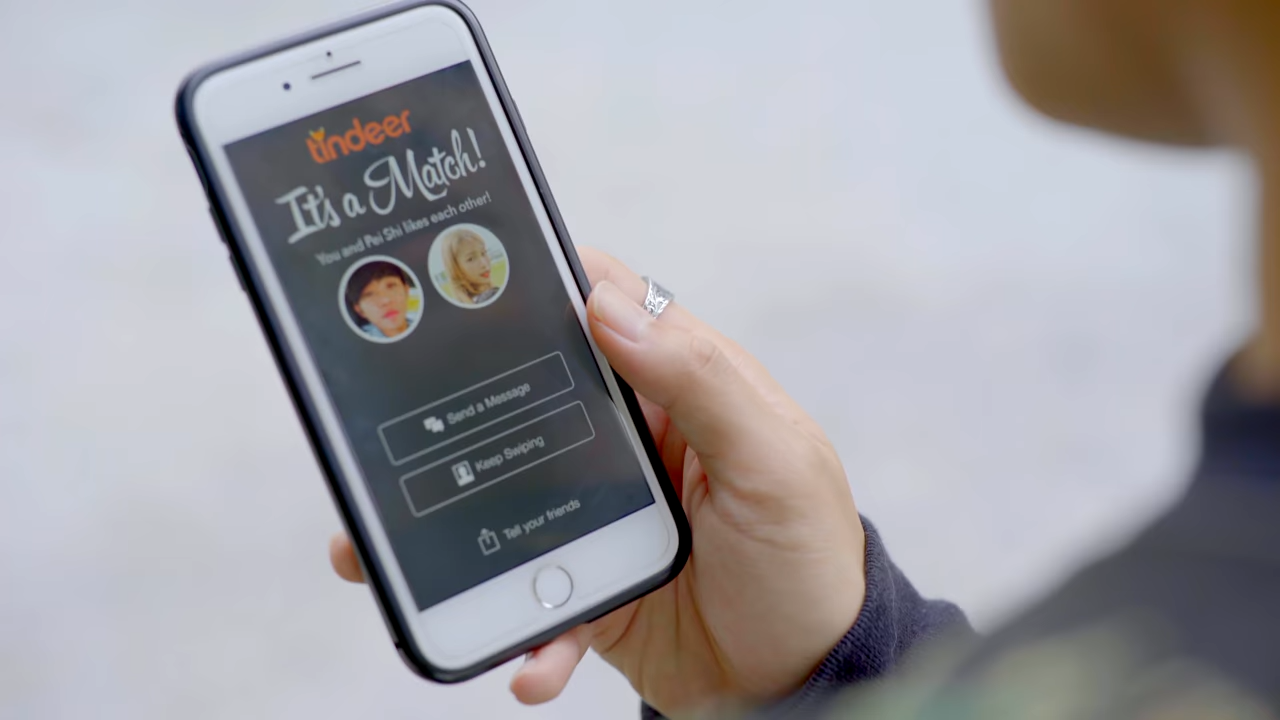 tindeer
It's a Match!
You and Pei Shi likes each other!
Send a Message
Keep Swiping
Tell your friends